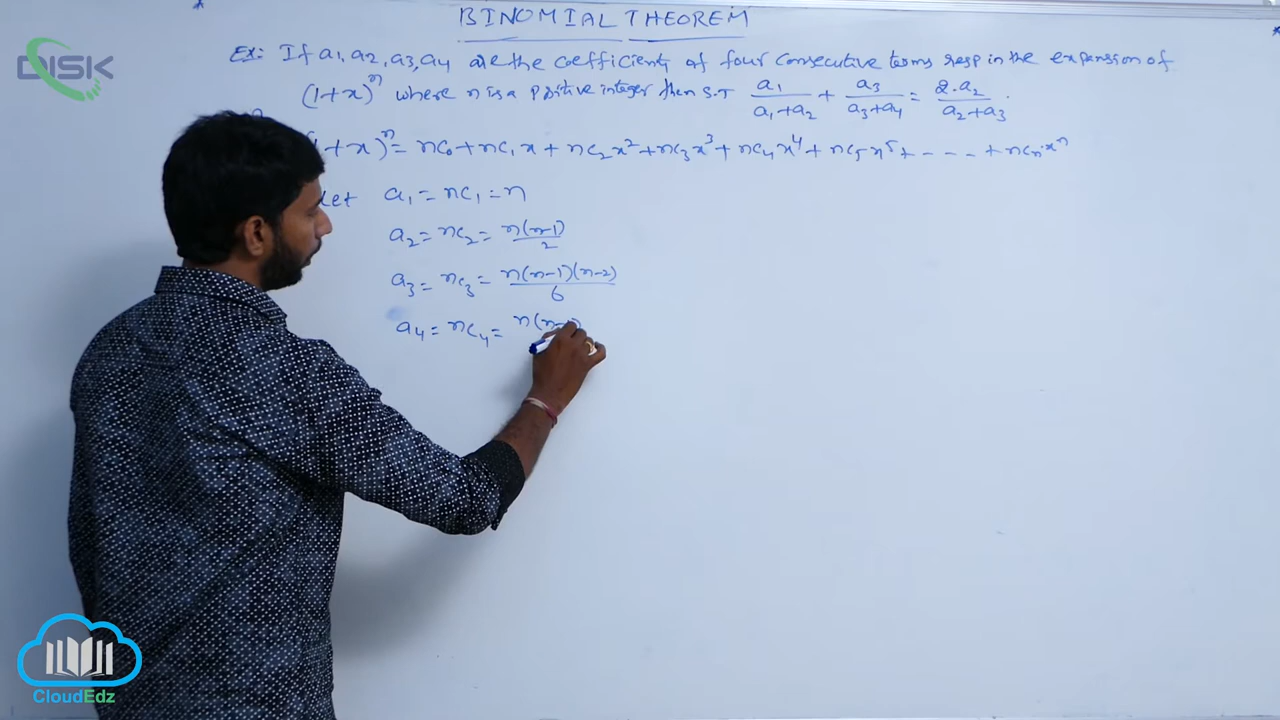 BINOMIAL THEOREM
DISK
Ex: If a1, a2, a3, a4 are the coefficients of four consecutive terms resp in the expansion of
(1+x)^n where n is a positive integer then S.T a1/(a1+a2) + a3/(a3+a4) = 2.a2/(a2+a3).
(1+x)^n = nC0 + nC1 x + nC2 x^2 + nC3 x^3 + nC4 x^4 + nC5 x^5 + - - - - + nCn x^n
Let a1 = nC1 = n
a2 = nC2 = n(n-1)/2
a3 = nC3 = n(n-1)(n-2)/6
a4 = nC4 = n(n-1)
CloudEdz